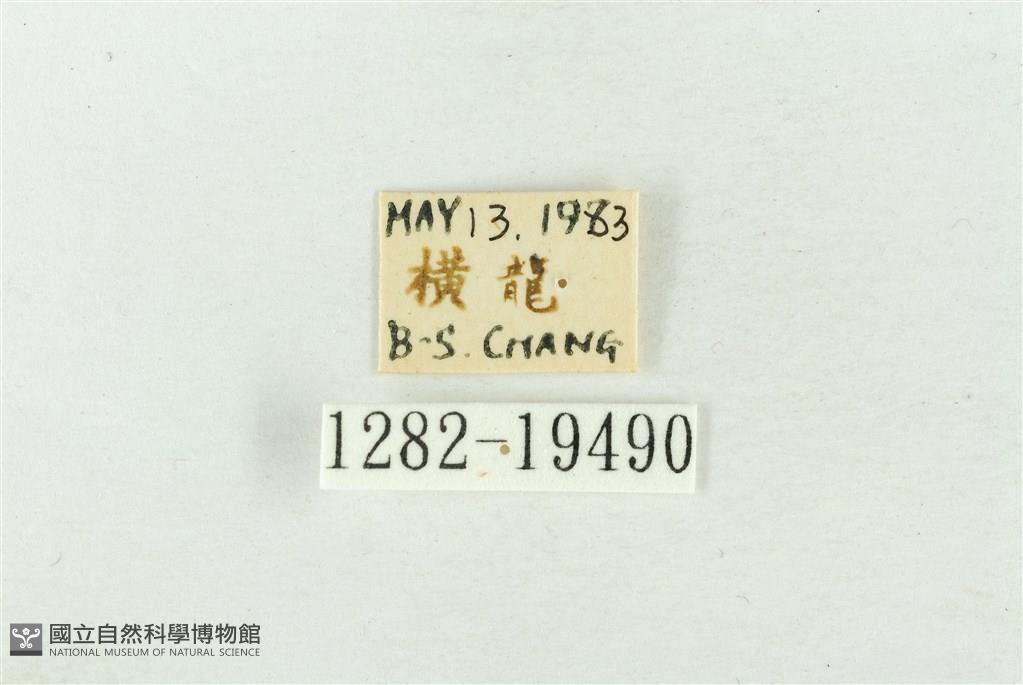 MAY 13. 1983
橫龍
B-S. CHANG
1282-19490
國立自然科學博物館
NATIONAL MUSEUM OF NATURAL SCIENCE